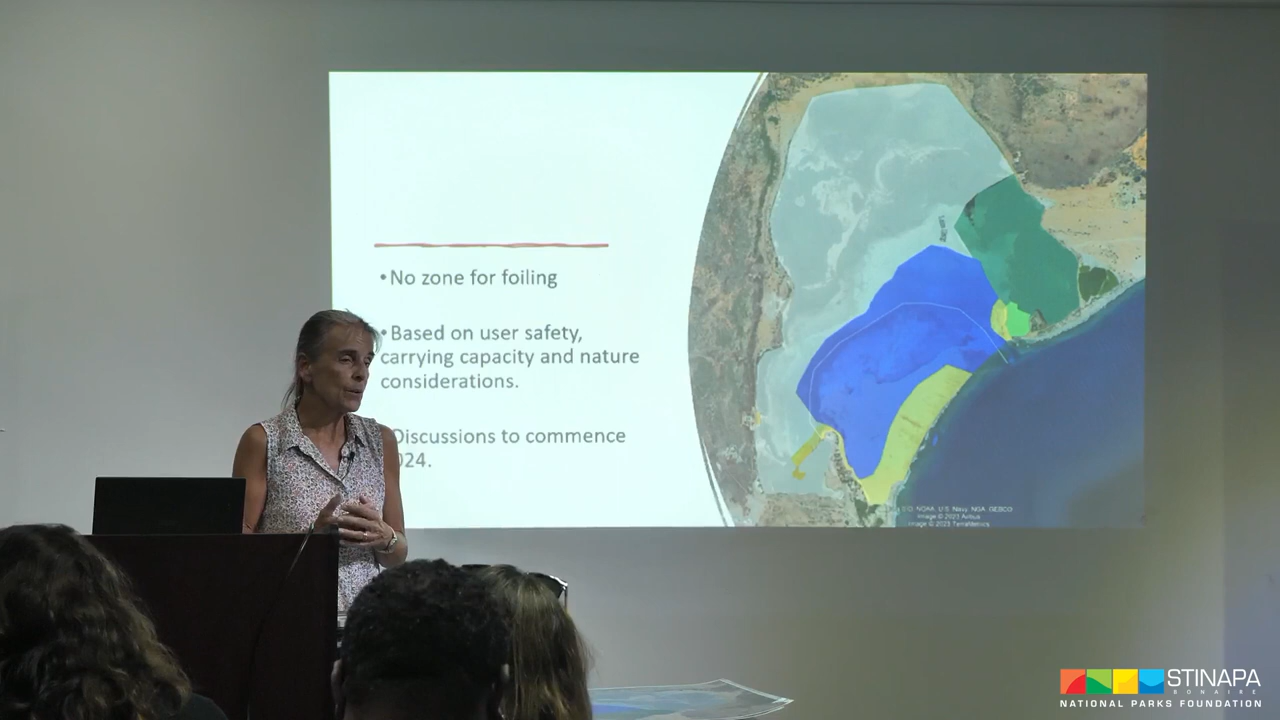 •No zone for foiling
•Based on user safety,
carrying capacity and nature
considerations.
Discussions to commence
024.
NOAA, U.S. Navy, NGA, GEBCO
Image © 2023 Airbus
Image © 2023 TerraMetrics
STINAPA
BONAIRE
NATIONAL PARKS FOUNDATION